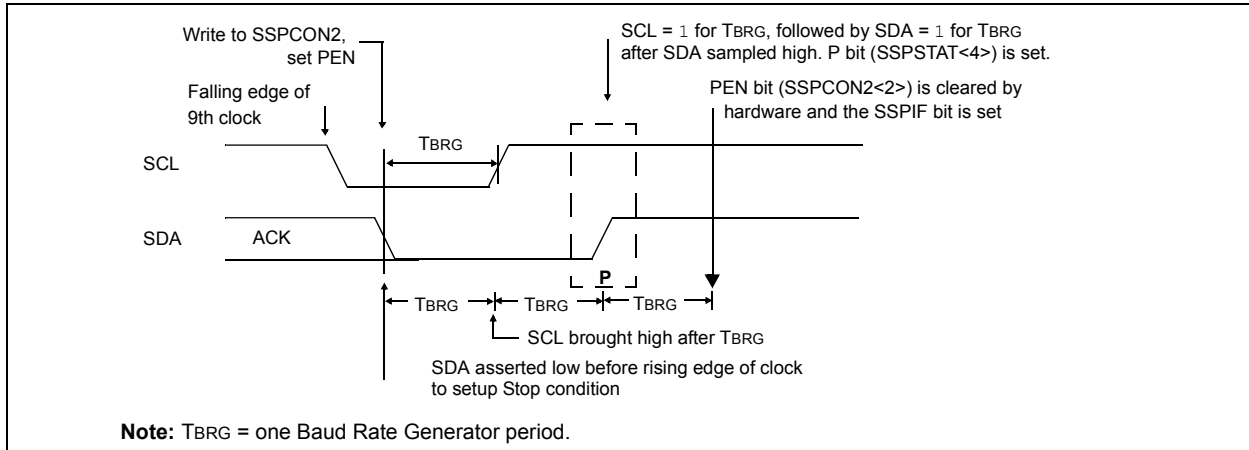 Write to SSPCON2,
set PEN
SCL = 1 for TBRG, followed by SDA = 1 for TBRG
after SDA sampled high. P bit (SSPSTAT<4>) is set.
PEN bit (SSPCON2<2>) is cleared by
hardware and the SSPIF bit is set
Falling edge of
9th clock
TBRG
SCL
SDA
ACK
P
TBRG
TBRG
TBRG
SCL brought high after TBRG
SDA asserted low before rising edge of clock
to setup Stop condition
Note: TBRG = one Baud Rate Generator period.